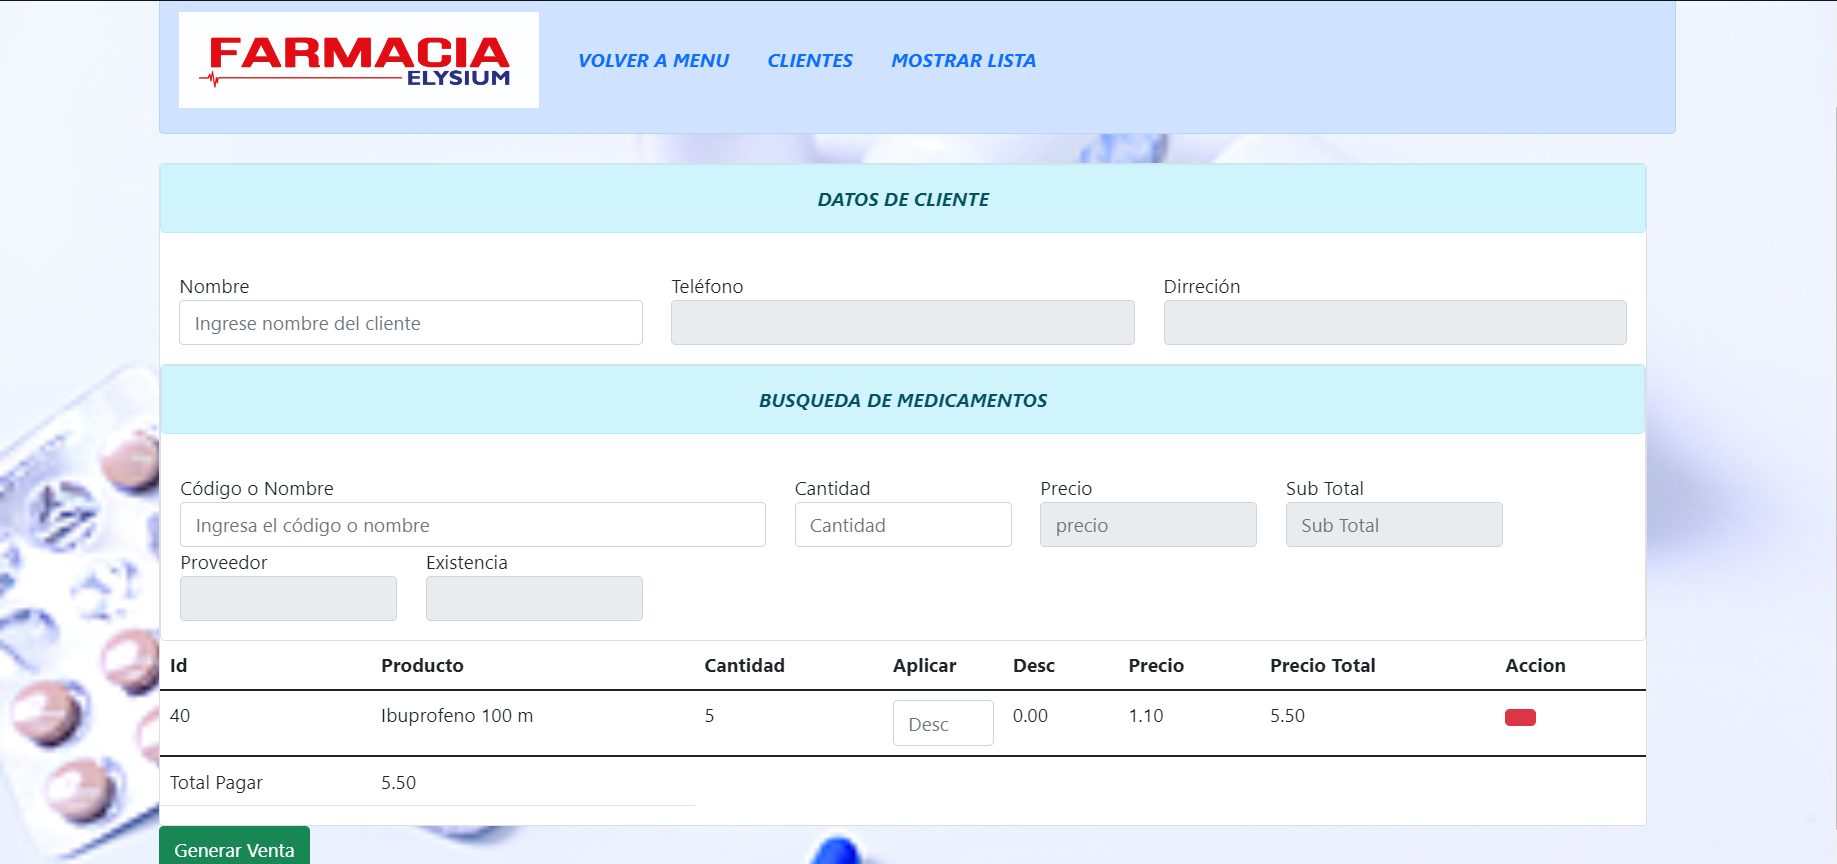 FARMACIA
ELYSIUM
VOLVER A MENU CLIENTES MOSTRAR LISTA
DATOS DE CLIENTE
Nombre Teléfono Dirreción
Ingrese nombre del cliente
BUSQUEDA DE MEDICAMENTOS
Código o Nombre Cantidad Precio Sub Total
Ingresa el código o nombre Cantidad precio Sub Total
Proveedor Existencia
Id Producto Cantidad Aplicar Desc Precio Precio Total Accion
40 Ibuprofeno 100 m 5 Desc 0.00 1.10 5.50
Total Pagar 5.50
Generar Venta